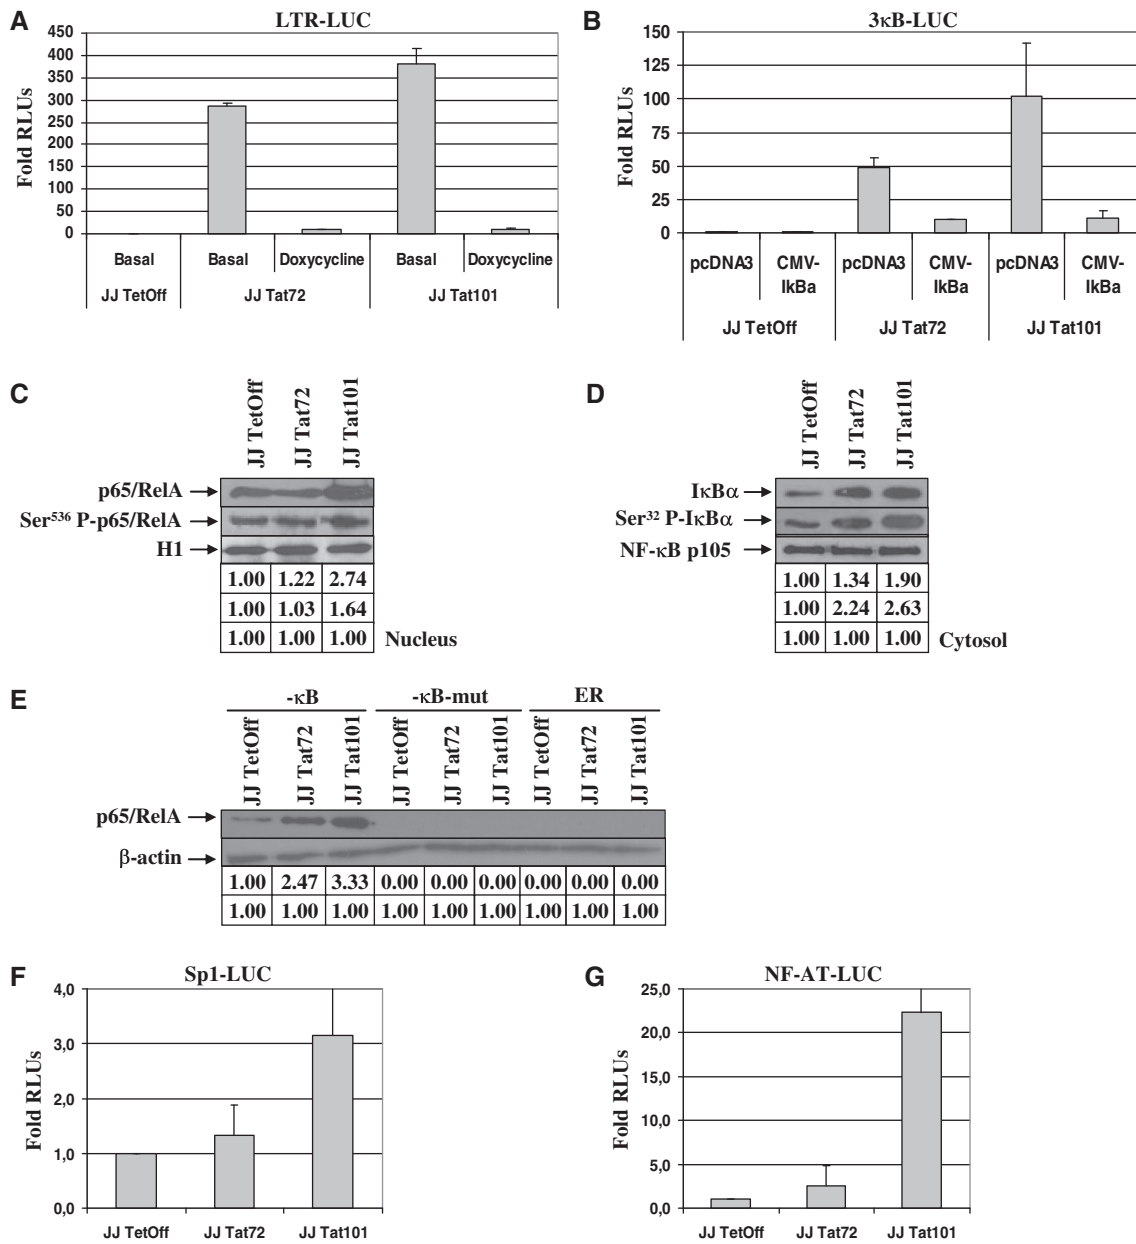 A
LTR-LUC
Fold RLUs
450
400
350
300
250
200
150
100
50
0
Basal Basal Doxycycline Basal Doxycycline
JJ TetOff JJ Tat72 JJ Tat101
B
3κB-LUC
Fold RLUs
150
125
100
75
50
25
0
pcDNA3 CMV-IkBa pcDNA3 CMV-IkBa pcDNA3 CMV-IkBa
JJ TetOff JJ Tat72 JJ Tat101
C
JJ TetOff JJ Tat72 JJ Tat101
p65/RelA
Ser536 P-p65/RelA
H1
1.00 1.22 2.74
1.00 1.03 1.64
1.00 1.00 1.00 Nucleus
D
JJ TetOff JJ Tat72 JJ Tat101
IκBα
Ser32 P-IκBα
NF-κB p105
1.00 1.34 1.90
1.00 2.24 2.63
1.00 1.00 1.00 Cytosol
E
-κB -κB-mut ER
JJ TetOff JJ Tat72 JJ Tat101 JJ TetOff JJ Tat72 JJ Tat101 JJ TetOff JJ Tat72 JJ Tat101
p65/RelA
β-actin
1.00 2.47 3.33 0.00 0.00 0.00 0.00 0.00 0.00
1.00 1.00 1.00 1.00 1.00 1.00 1.00 1.00 1.00
F
Sp1-LUC
Fold RLUs
4,0
3,0
2,0
1,0
0,0
JJ TetOff JJ Tat72 JJ Tat101
G
NF-AT-LUC
Fold RLUs
25,0
20,0
15,0
10,0
5,0
0,0
JJ TetOff JJ Tat72 JJ Tat101